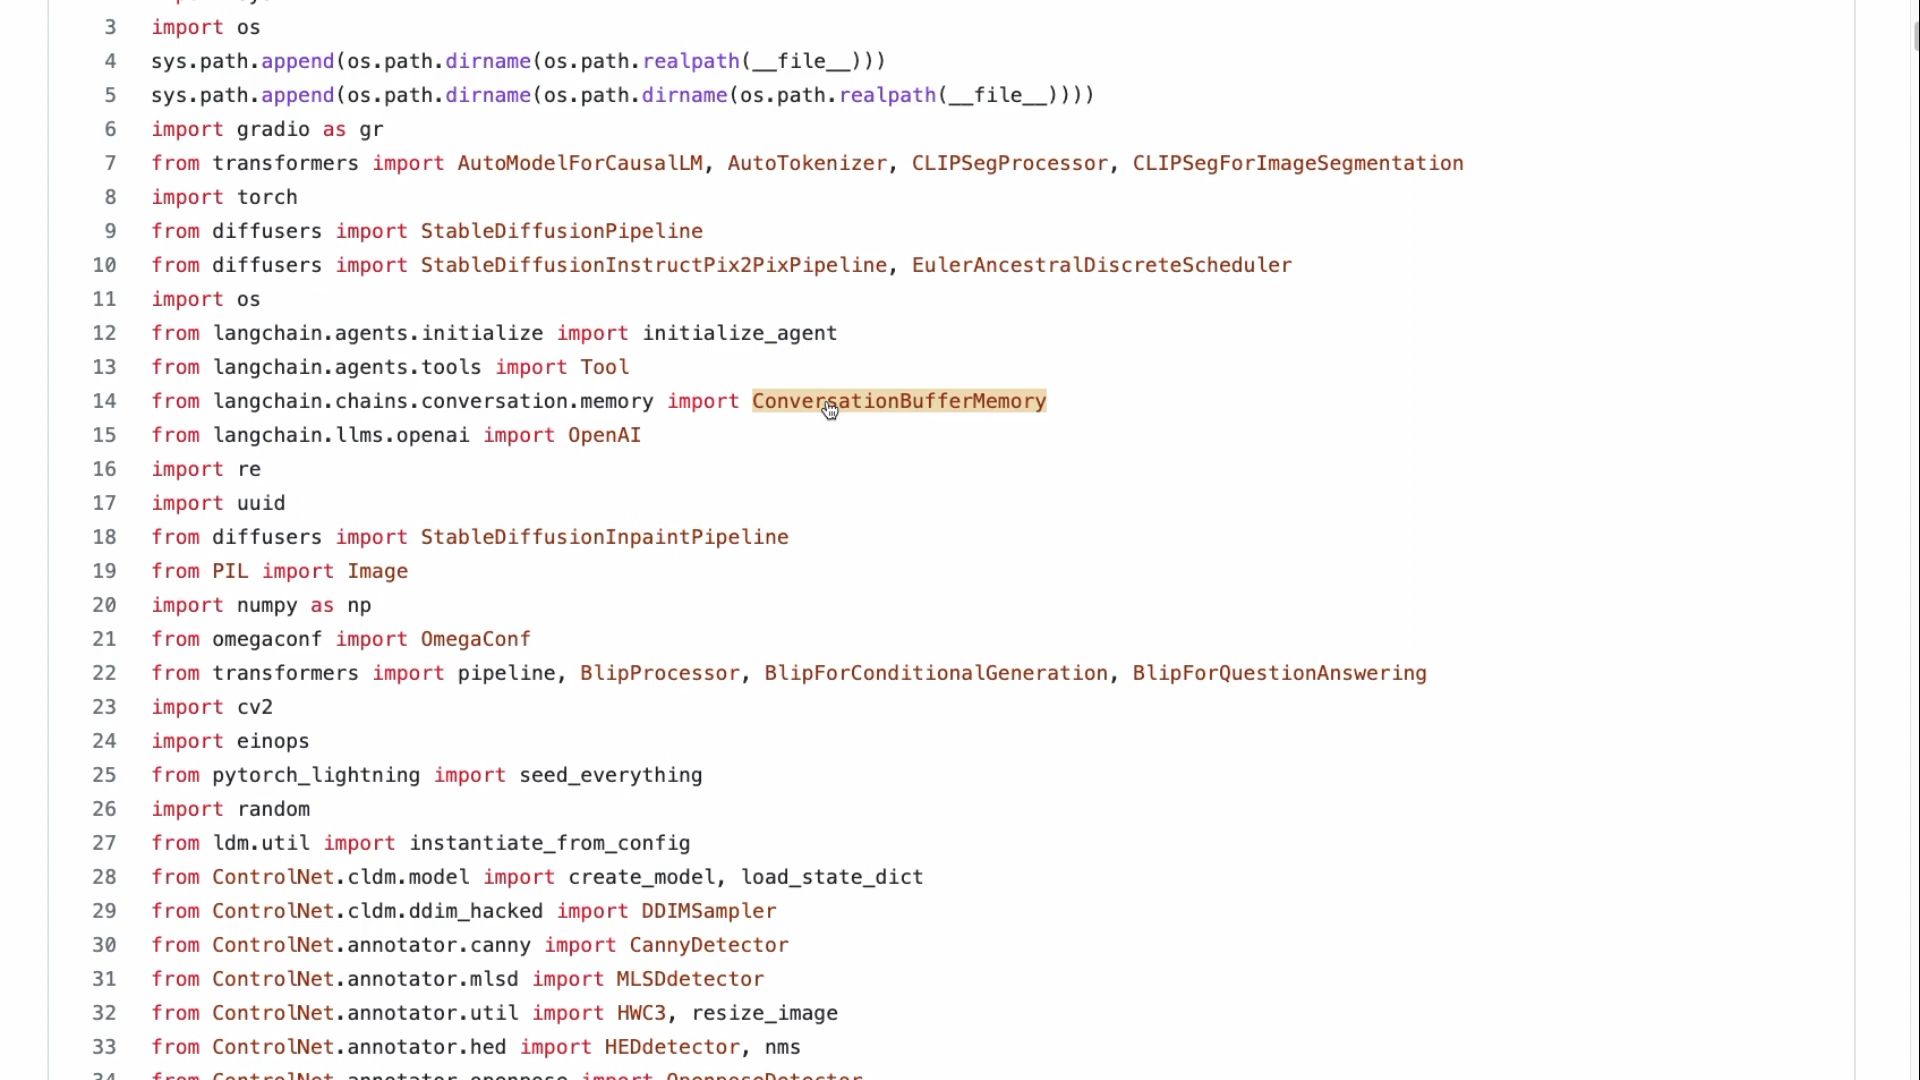 3 import os
4 sys.path.append(os.path.dirname(os.path.realpath(__file__)))
5 sys.path.append(os.path.dirname(os.path.dirname(os.path.realpath(__file__))))
6 import gradio as gr
7 from transformers import AutoModelForCausalLM, AutoTokenizer, CLIPSegProcessor, CLIPSegForImageSegmentation
8 import torch
9 from diffusers import StableDiffusionPipeline
10 from diffusers import StableDiffusionInstructPix2PixPipeline, EulerAncestralDiscreteScheduler
11 import os
12 from langchain.agents.initialize import initialize_agent
13 from langchain.agents.tools import Tool
14 from langchain.chains.conversation.memory import ConversationBufferMemory
15 from langchain.llms.openai import OpenAI
16 import re
17 import uuid
18 from diffusers import StableDiffusionInpaintPipeline
19 from PIL import Image
20 import numpy as np
21 from omegaconf import OmegaConf
22 from transformers import pipeline, BlipProcessor, BlipForConditionalGeneration, BlipForQuestionAnswering
23 import cv2
24 import einops
25 from pytorch_lightning import seed_everything
26 import random
27 from ldm.util import instantiate_from_config
28 from ControlNet.cldm.model import create_model, load_state_dict
29 from ControlNet.cldm.ddim_hacked import DDIMSampler
30 from ControlNet.annotator.canny import CannyDetector
31 from ControlNet.annotator.mlsd import MLSDdetector
32 from ControlNet.annotator.util import HWC3, resize_image
33 from ControlNet.annotator.hed import HEDdetector, nms
34 from ControlNet.annotator.openpose import OpenposeDetector